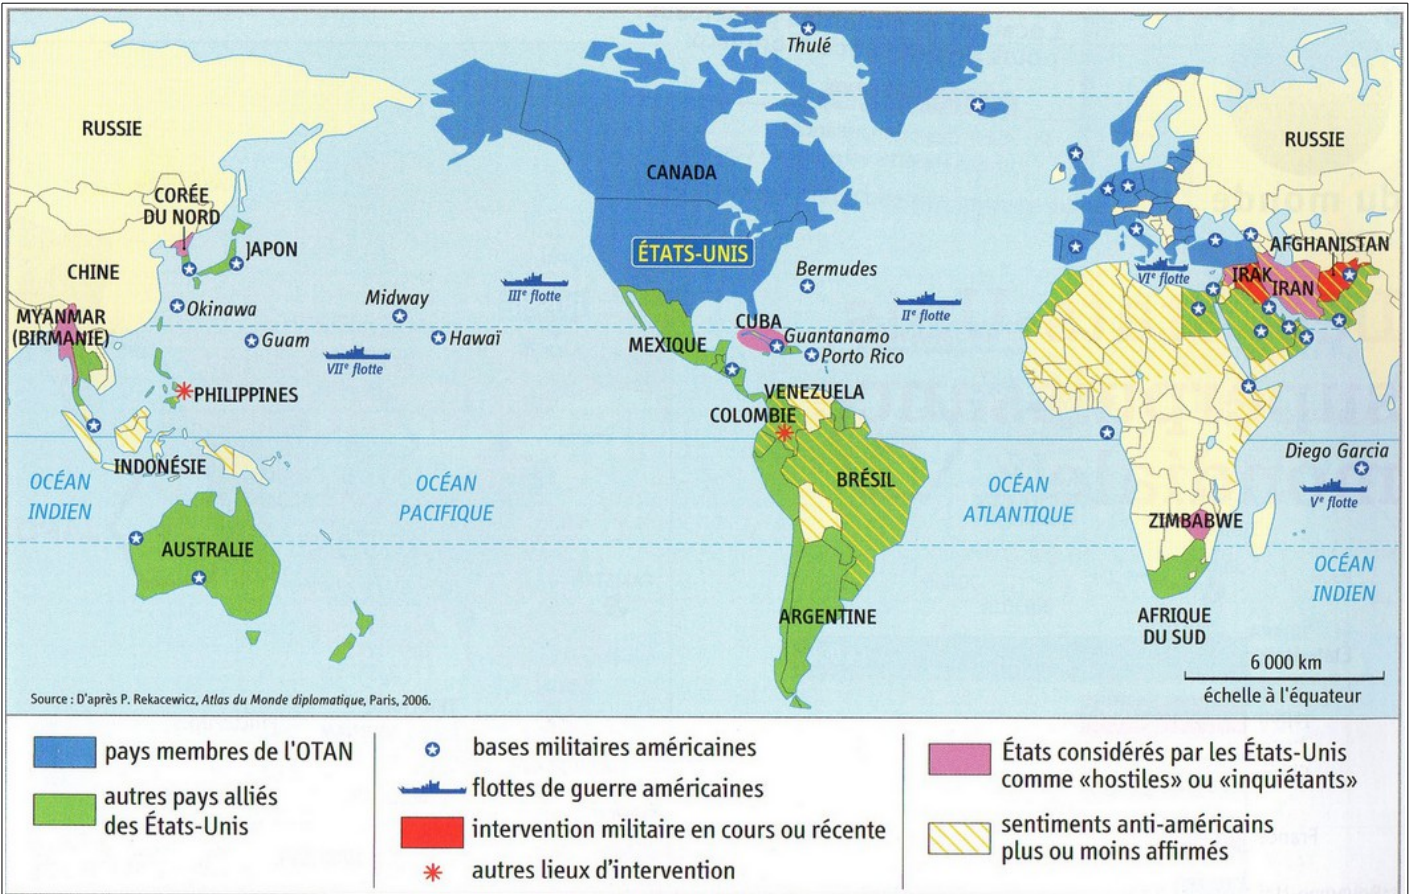 Thulé
RUSSIE
RUSSIE
CANADA
CORÉE
DU NORD
JAPON
ÉTATS-UNIS
AFGHANISTAN
CHINE
Bermudes
VIe flotte
IRAK
IRAN
IIIe flotte
Midway
IIe flotte
Okinawa
MYANMAR
(BIRMANIE)
CUBA
Guantanamo
Guam
Hawaï
MEXIQUE
Porto Rico
VIIe flotte
PHILIPPINES
VENEZUELA
COLOMBIE
Diego Garcia
INDONÉSIE
BRÉSIL
OCÉAN
INDIEN
OCÉAN
PACIFIQUE
OCÉAN
ATLANTIQUE
Ve flotte
ZIMBABWE
AUSTRALIE
OCÉAN
INDIEN
ARGENTINE
AFRIQUE
DU SUD
6 000 km
échelle à l'équateur
Source : D'après P. Rekacewicz, Atlas du Monde diplomatique, Paris, 2006.
pays membres de l'OTAN
autres pays alliés
des États-Unis
bases militaires américaines
flottes de guerre américaines
intervention militaire en cours ou récente
autres lieux d'intervention
États considérés par les États-Unis
comme «hostiles» ou «inquiétants»
sentiments anti-américains
plus ou moins affirmés